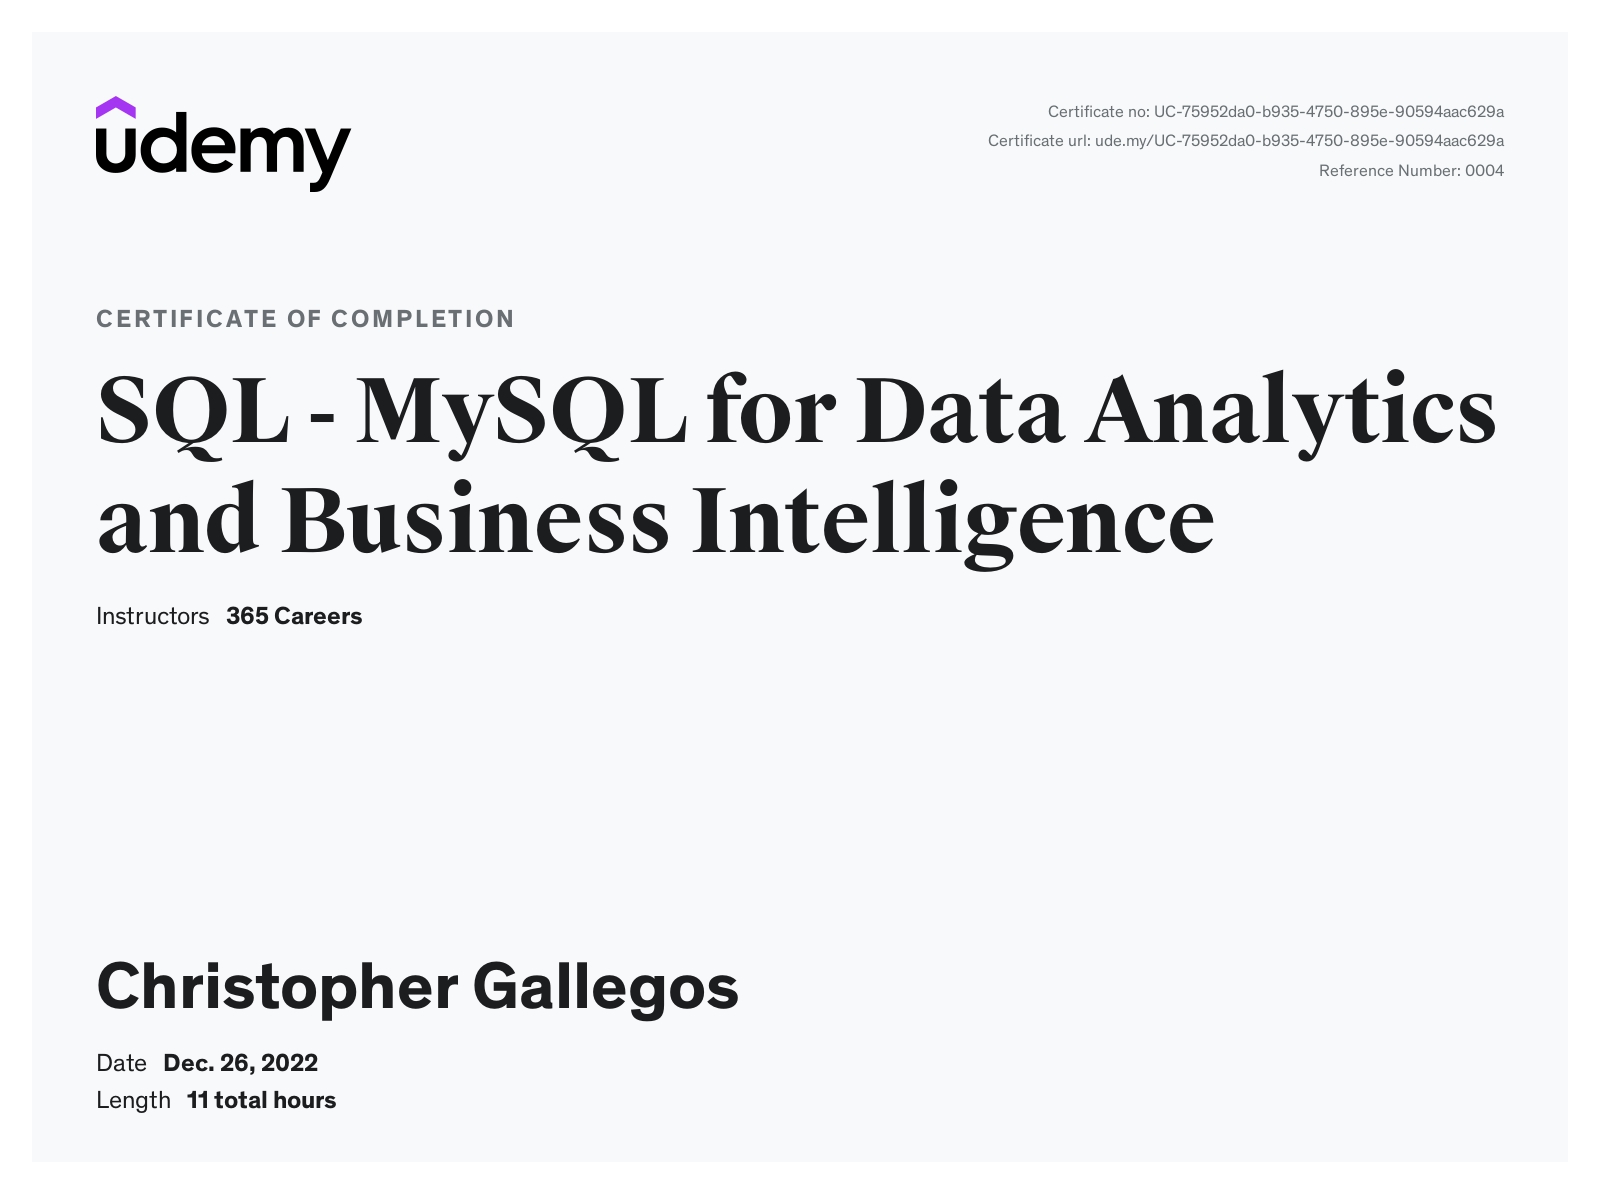 udemy
Certificate no: UC-75952da0-b935-4750-895e-90594aac629a
Certificate url: ude.my/UC-75952da0-b935-4750-895e-90594aac629a
Reference Number: 0004
CERTIFICATE OF COMPLETION
SQL - MySQL for Data Analytics
and Business Intelligence
Instructors 365 Careers
Christopher Gallegos
Date Dec. 26, 2022
Length 11 total hours